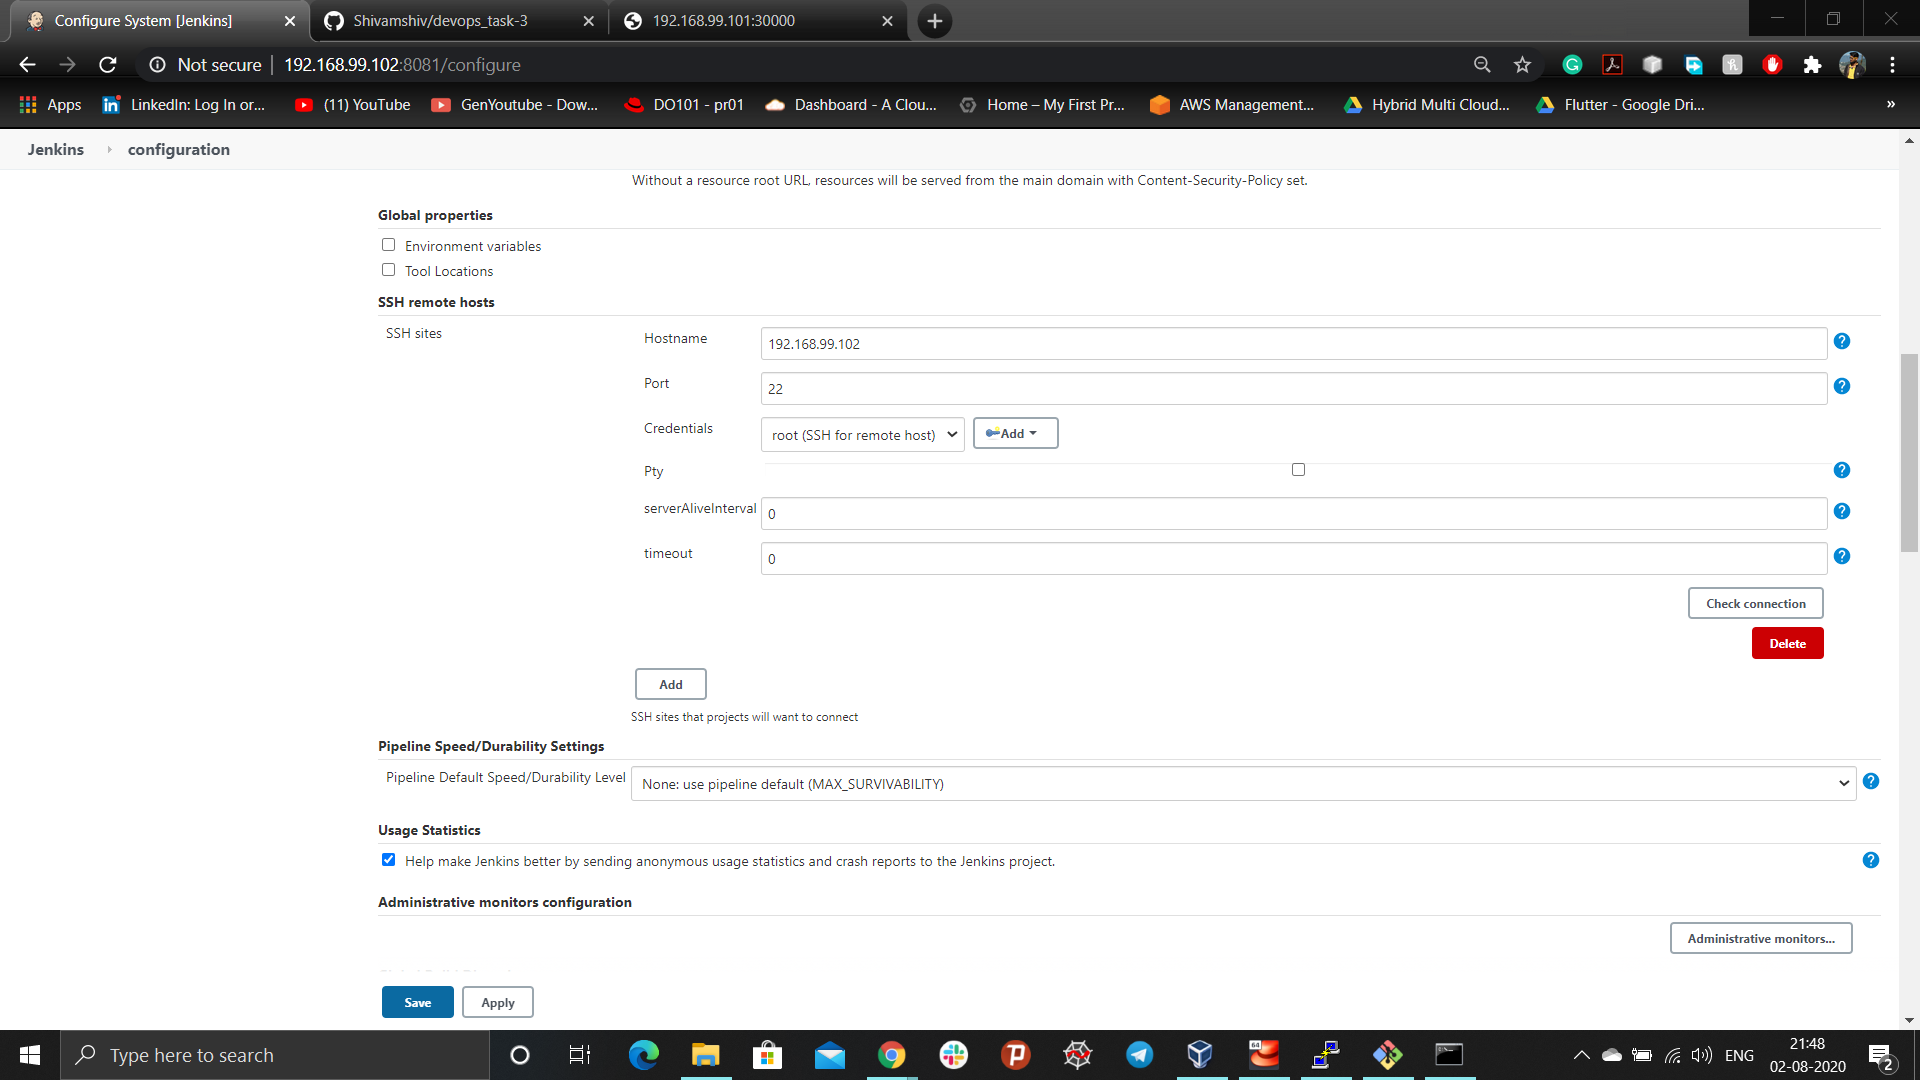 Configure System [Jenkins]
Shivamshiv/devops_task-3
192.168.99.101:30000
Not secure
192.168.99.102:8081/configure
Apps
LinkedIn: Log In or...
(11) YouTube
GenYoutube - Dow...
DO101 - pr01
Dashboard - A Clou...
Home – My First Pr...
AWS Management...
Hybrid Multi Cloud...
Flutter - Google Dri...
»
Jenkins
configuration
Without a resource root URL, resources will be served from the main domain with Content-Security-Policy set.
Global properties
Environment variables
Tool Locations
SSH remote hosts
SSH sites
Hostname
192.168.99.102
Port
22
Credentials
root (SSH for remote host)
Add
Pty
serverAliveInterval
0
timeout
0
Check connection
Delete
Add
SSH sites that projects will want to connect
Pipeline Speed/Durability Settings
Pipeline Default Speed/Durability Level
None: use pipeline default (MAX_SURVIVABILITY)
Usage Statistics
Help make Jenkins better by sending anonymous usage statistics and crash reports to the Jenkins project.
Administrative monitors configuration
Administrative monitors...
Save
Apply
Type here to search
64
ENG
21:48
02-08-2020
2